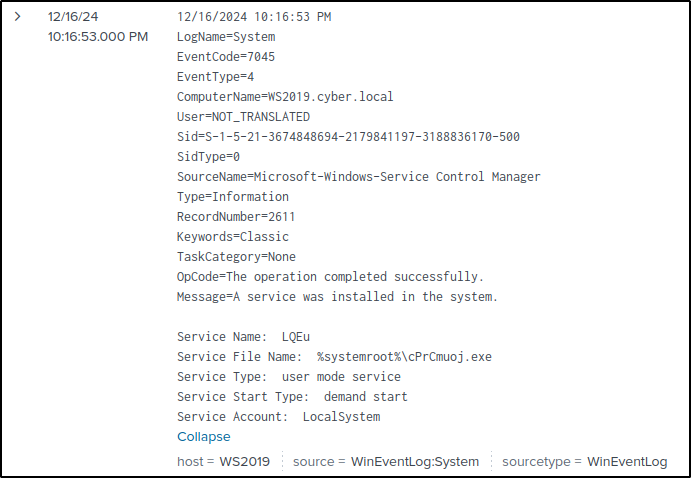 12/16/24
10:16:53.000 PM
12/16/2024 10:16:53 PM
LogName=System
EventCode=7045
EventType=4
ComputerName=WS2019.cyber.local
User=NOT_TRANSLATED
Sid=S-1-5-21-3674848694-2179841197-3188836170-500
SidType=0
SourceName=Microsoft-Windows-Service Control Manager
Type=Information
RecordNumber=2611
Keywords=Classic
TaskCategory=None
OpCode=The operation completed successfully.
Message=A service was installed in the system.
Service Name:  LQEu
Service File Name:  %systemroot%\cPrCmuoj.exe
Service Type:  user mode service
Service Start Type:  demand start
Service Account:  LocalSystem
Collapse
host = WS2019 source = WinEventLog:System sourcetype = WinEventLog